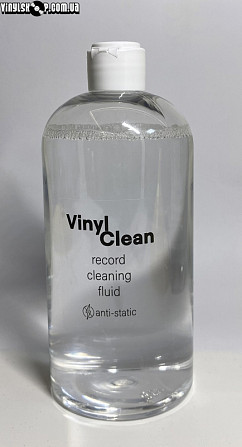 vinylshop.com.ua
Vinyl
Clean
record
cleaning
fluid
anti-static